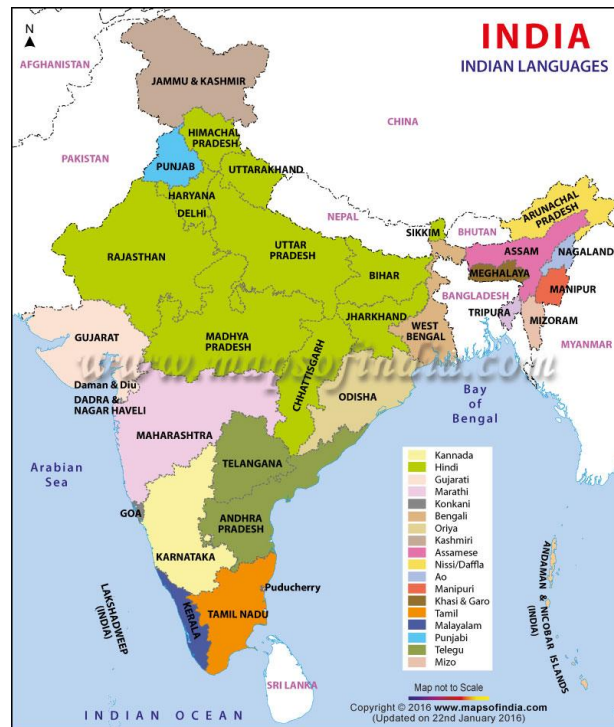 N
INDIA
INDIAN LANGUAGES
AFGHANISTAN
JAMMU & KASHMIR
CHINA
HIMACHAL
PRADESH
PAKISTAN
PUNJAB
UTTARAKHAND
HARYANA
DELHI
NEPAL
ARUNACHAL
PRADESH
SIKKIM
BHUTAN
RAJASTHAN
UTTAR
PRADESH
ASSAM
NAGALAND
BIHAR
MEGHALAYA
MANIPUR
BANGLADESH
JHARKHAND
TRIPURA
MIZORAM
GUJARAT
MADHYA
PRADESH
WEST
BENGAL
MYANMAR
www.mapsofindia.com
CHHATTISGARH
Daman & Diu
DADRA &
NAGAR HAVELI
ODISHA
Bay
of
Bengal
MAHARASHTRA
TELANGANA
Arabian
Sea
GOA
ANDHRA
PRADESH
KARNATAKA
Puducherry
LAKSHADWEEP
(INDIA)
KERALA
TAMIL NADU
ANDAMAN & NICOBAR ISLANDS
(INDIA)
SRI LANKA
INDIAN OCEAN
Kannada
Hindi
Gujarati
Marathi
Konkani
Bengali
Oriya
Kashmiri
Assamese
Nissi/Daffla
Ao
Manipuri
Khasi & Garo
Tamil
Malayalam
Punjabi
Telegu
Mizo
Map not to Scale
Copyright © 2016 www.mapsofindia.com
(Updated on 22nd January 2016)